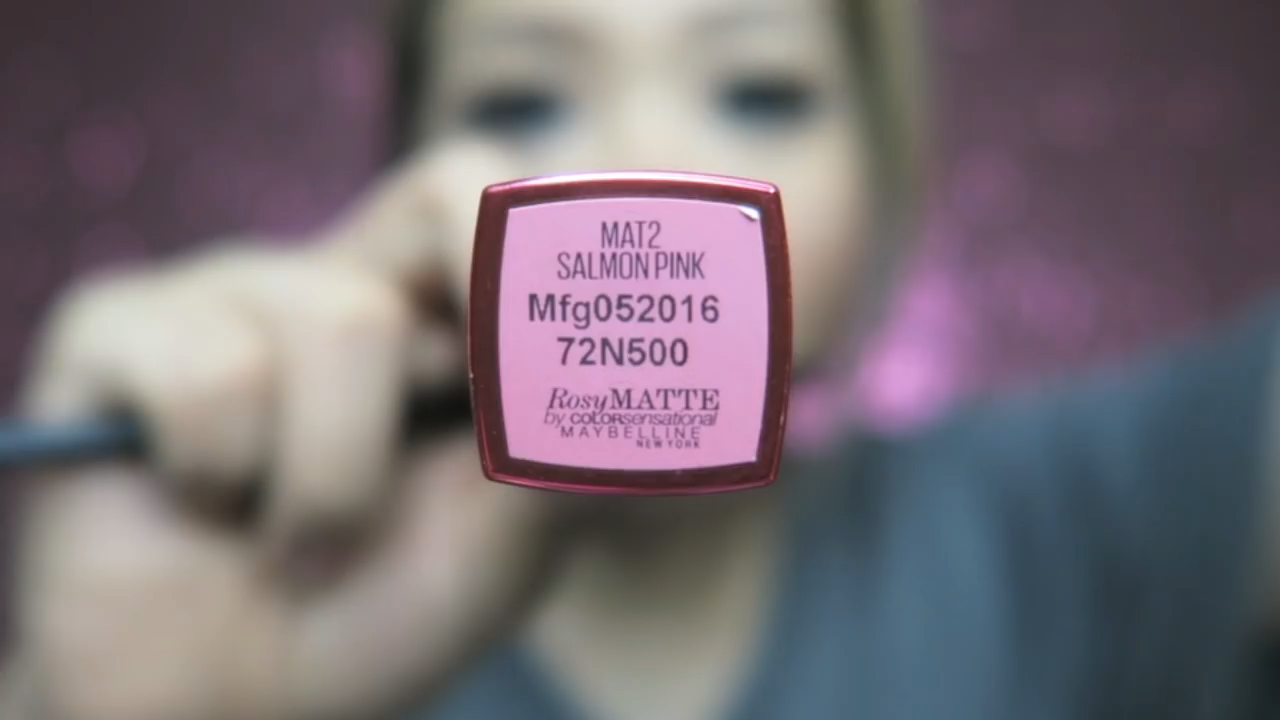 MAT2
SALMON PINK
Mfg052016
72N500
RosyMATTE
by COLORsensational
MAYBELLINE
NEW YORK